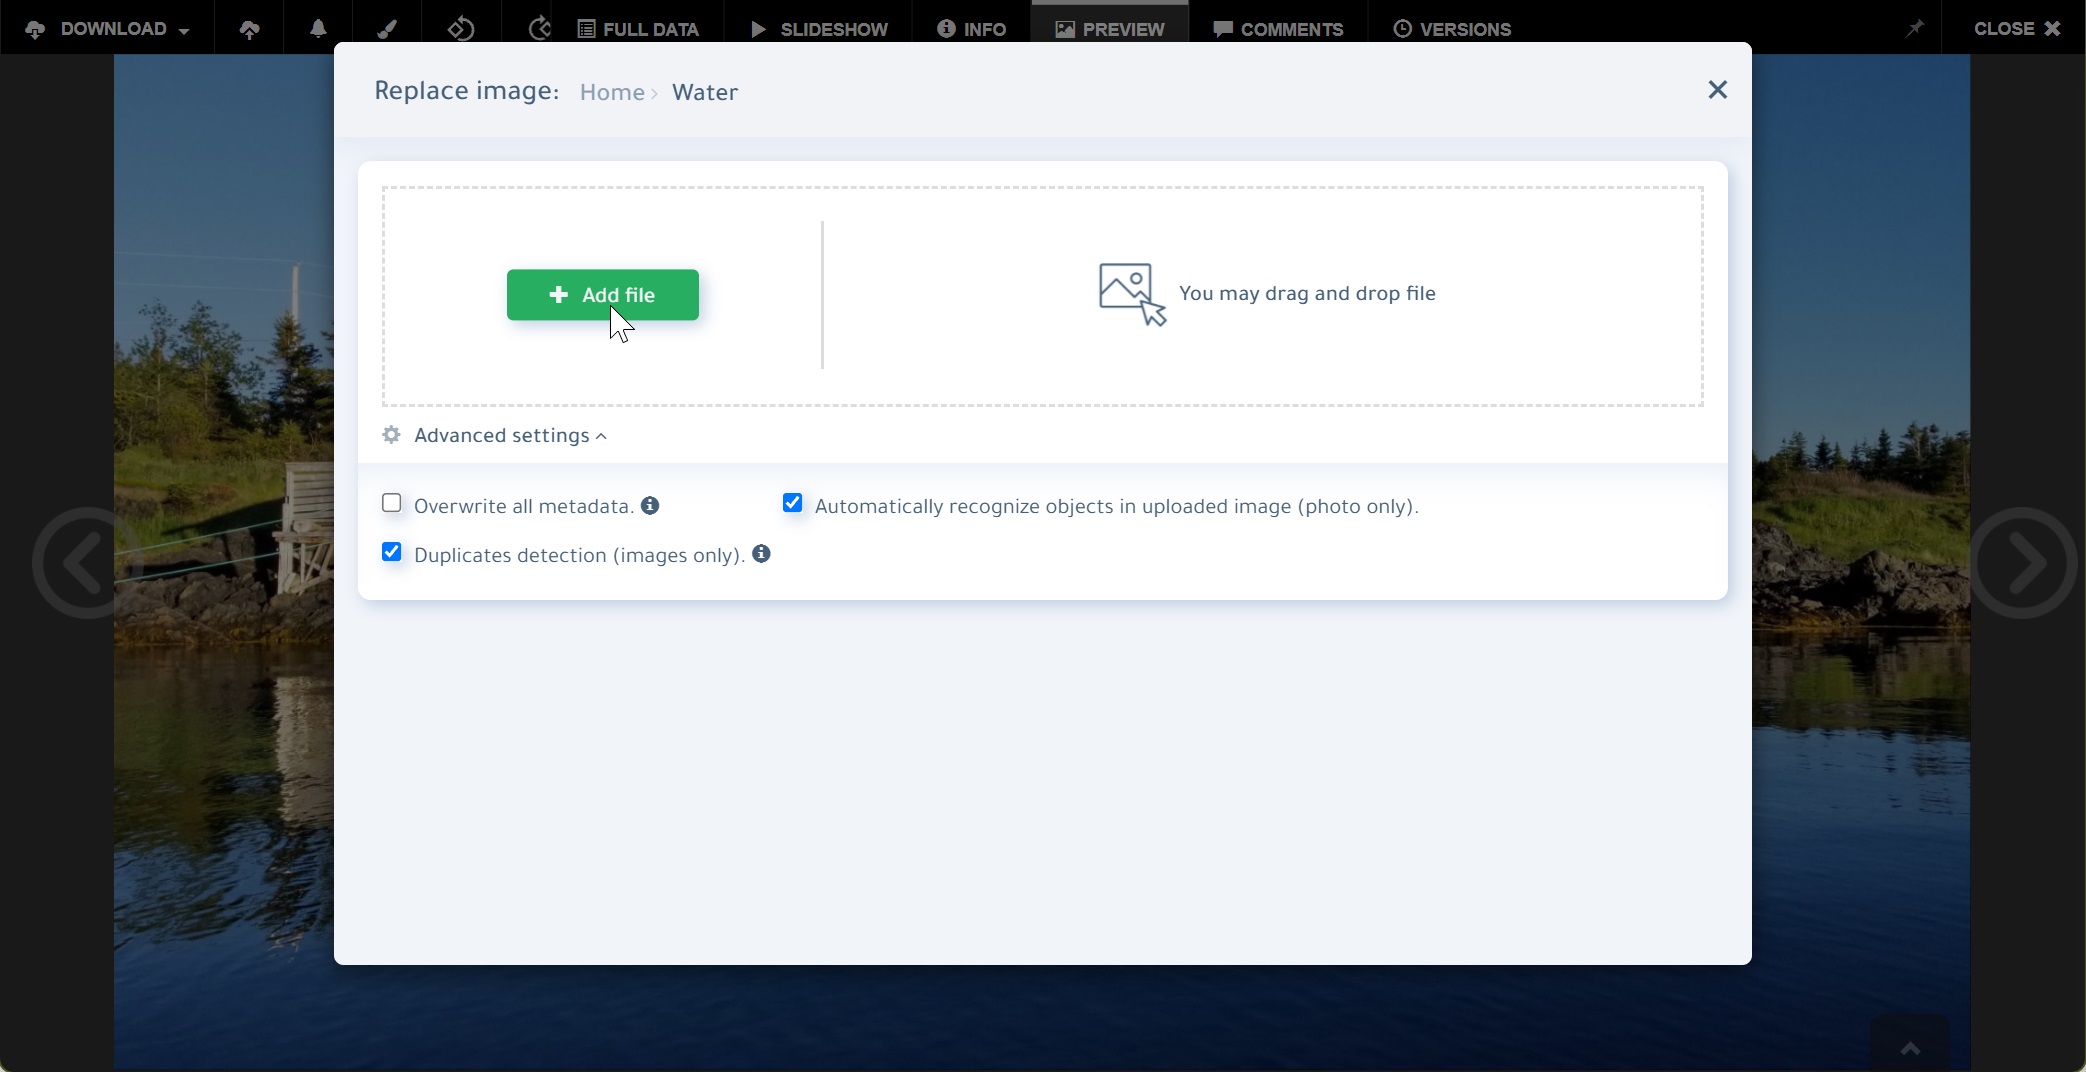 DOWNLOAD FULL DATA SLIDESHOW INFO PREVIEW COMMENTS VERSIONS CLOSE
Replace image: Home › Water
Add file
You may drag and drop file
Advanced settings
Overwrite all metadata. Automatically recognize objects in uploaded image (photo only).
Duplicates detection (images only).